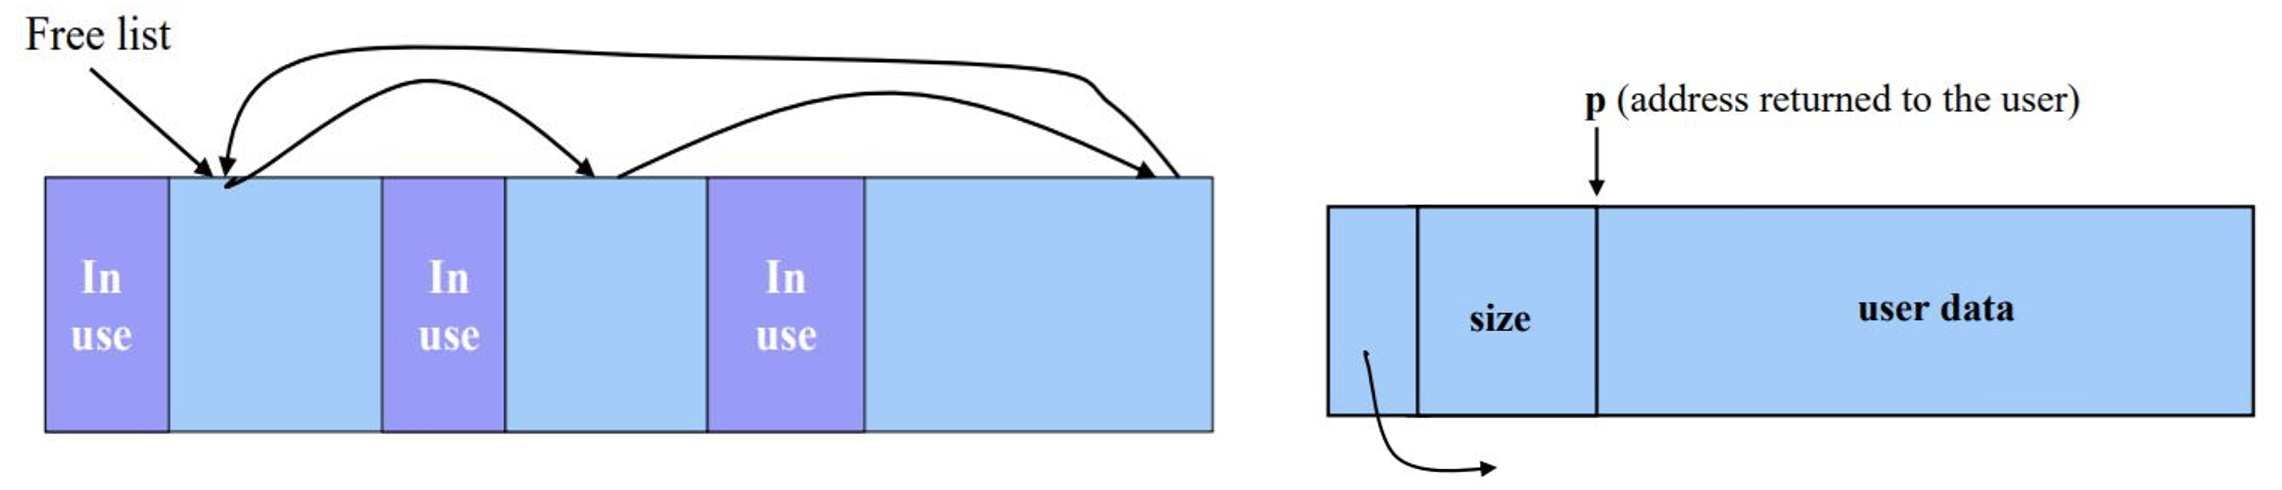 Free list
In
use
In
use
In
use
p (address returned to the user)
size
user data